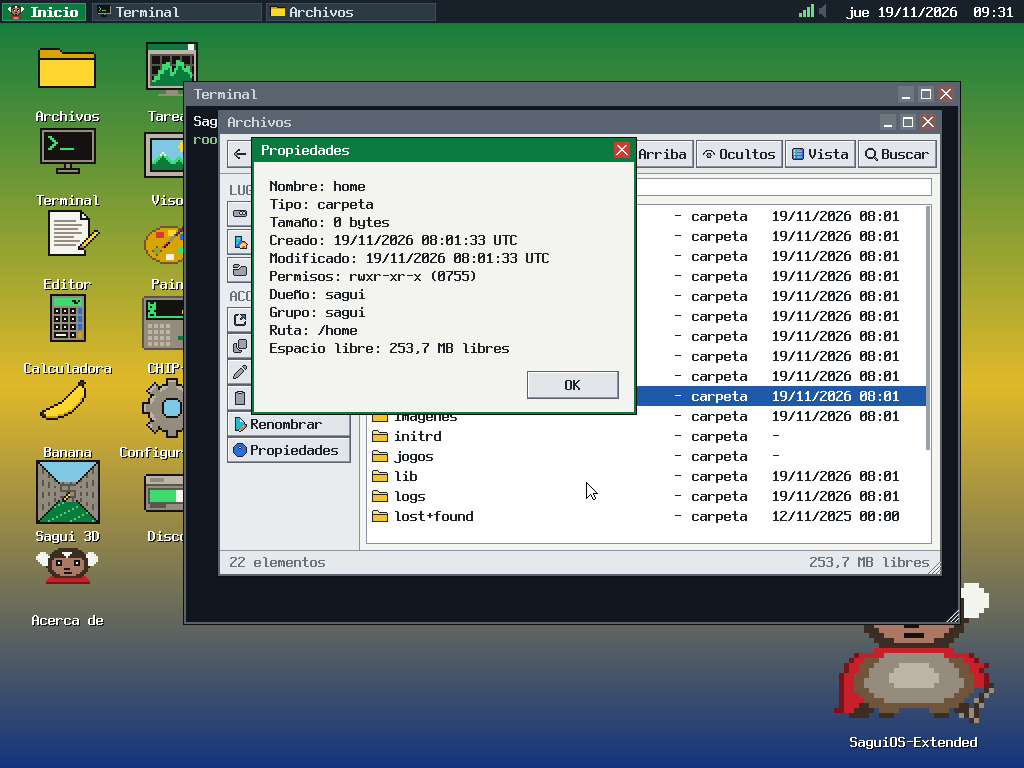 Inicio
Terminal
Archivos
jue 19/11/2026 09:31
Archivos
Terminal
Editor
Calculadora
CHIP-
Banana
Configur
Sagui 3D
Disc
Acerca de
Tarea
Viso
Pain
Terminal
Sag
roo
Archivos
Arriba
Ocultos
Vista
Buscar
LUG
ACC
Renombrar
Propiedades
Propiedades
Nombre: home
Tipo: carpeta
Tamaño: 0 bytes
Creado: 19/11/2026 08:01:33 UTC
Modificado: 19/11/2026 08:01:33 UTC
Permisos: rwxr-xr-x (0755)
Dueño: sagui
Grupo: sagui
Ruta: /home
Espacio libre: 253,7 MB libres
OK
- carpeta 19/11/2026 08:01
- carpeta 19/11/2026 08:01
- carpeta 19/11/2026 08:01
- carpeta 19/11/2026 08:01
- carpeta 19/11/2026 08:01
- carpeta 19/11/2026 08:01
- carpeta 19/11/2026 08:01
- carpeta 19/11/2026 08:01
- carpeta 19/11/2026 08:01
- carpeta 19/11/2026 08:01
imagenes - carpeta 19/11/2026 08:01
initrd - carpeta -
jogos - carpeta -
lib - carpeta 19/11/2026 08:01
logs - carpeta 19/11/2026 08:01
lost+found - carpeta 12/11/2025 00:00
22 elementos
253,7 MB libres
SaguiOS-Extended